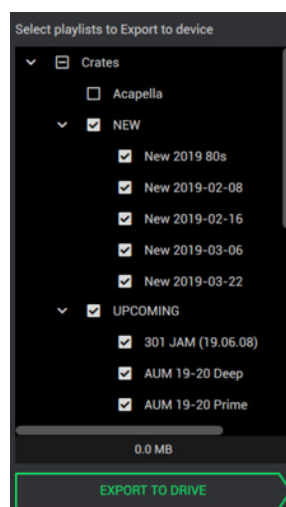 Select playlists to Export to device
Crates
Acapella
NEW
New 2019 80s
New 2019-02-08
New 2019-02-16
New 2019-03-06
New 2019-03-22
UPCOMING
301 JAM (19.06.08)
AUM 19-20 Deep
AUM 19-20 Prime
0.0 MB
EXPORT TO DRIVE